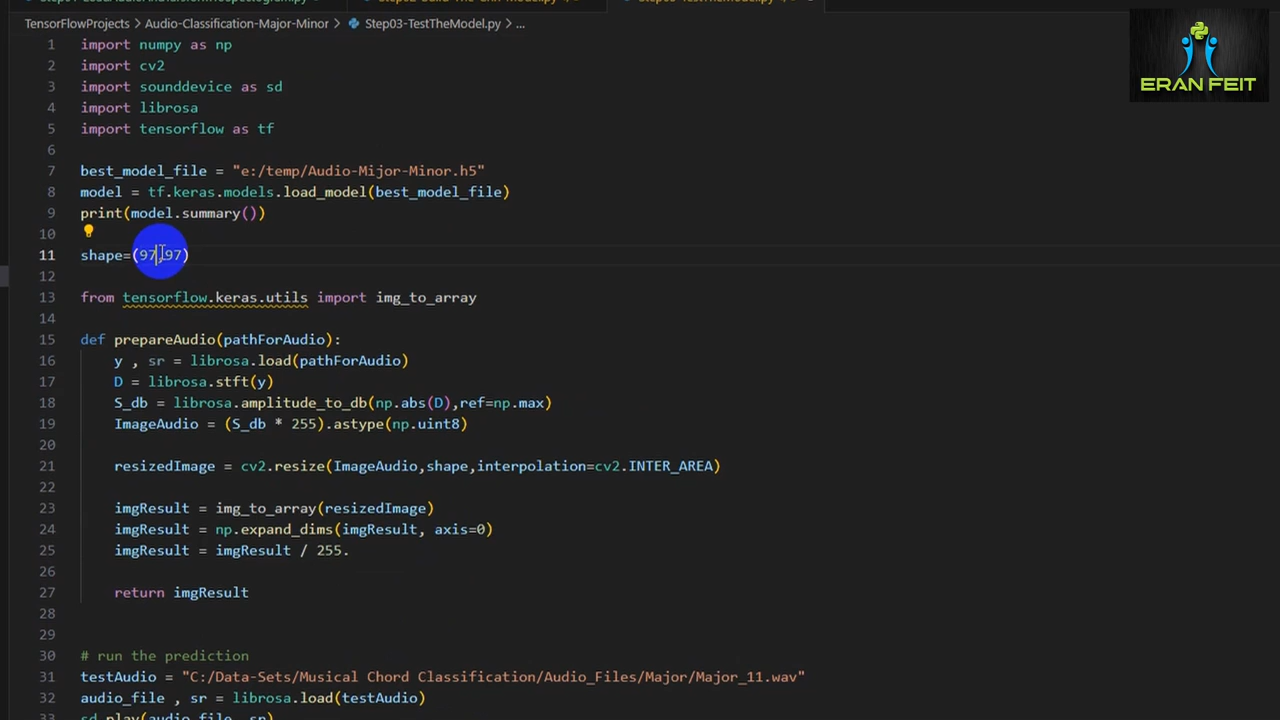 TensorFlowProjects > Audio-Classification-Major-Minor > Step03-TestTheModel.py > ...
ERAN FEIT
1 import numpy as np
2 import cv2
3 import sounddevice as sd
4 import librosa
5 import tensorflow as tf
6
7 best_model_file = "e:/temp/Audio-Mijor-Minor.h5"
8 model = tf.keras.models.load_model(best_model_file)
9 print(model.summary())
10
11 shape=(97,97)
12
13 from tensorflow.keras.utils import img_to_array
14
15 def prepareAudio(pathForAudio):
16 y , sr = librosa.load(pathForAudio)
17 D = librosa.stft(y)
18 S_db = librosa.amplitude_to_db(np.abs(D),ref=np.max)
19 ImageAudio = (S_db * 255).astype(np.uint8)
20
21 resizedImage = cv2.resize(ImageAudio,shape,interpolation=cv2.INTER_AREA)
22
23 imgResult = img_to_array(resizedImage)
24 imgResult = np.expand_dims(imgResult, axis=0)
25 imgResult = imgResult / 255.
26
27 return imgResult
28
29
30 # run the prediction
31 testAudio = "C:/Data-Sets/Musical Chord Classification/Audio_Files/Major/Major_11.wav"
32 audio_file , sr = librosa.load(testAudio)
33 sd.play(audio_file, sr)